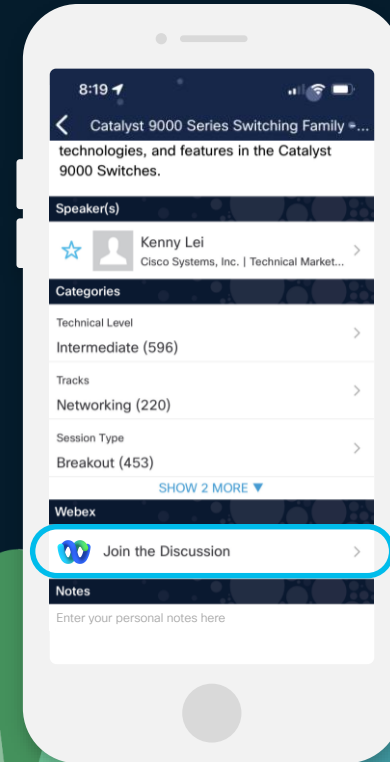 8:19
Catalyst 9000 Series Switching Family -...
technologies, and features in the Catalyst
9000 Switches.
Speaker(s)
Kenny Lei
Cisco Systems, Inc. | Technical Market...
Categories
Technical Level
Intermediate (596)
Tracks
Networking (220)
Session Type
Breakout (453)
SHOW 2 MORE ▼
Webex
Join the Discussion
Notes
Enter your personal notes here